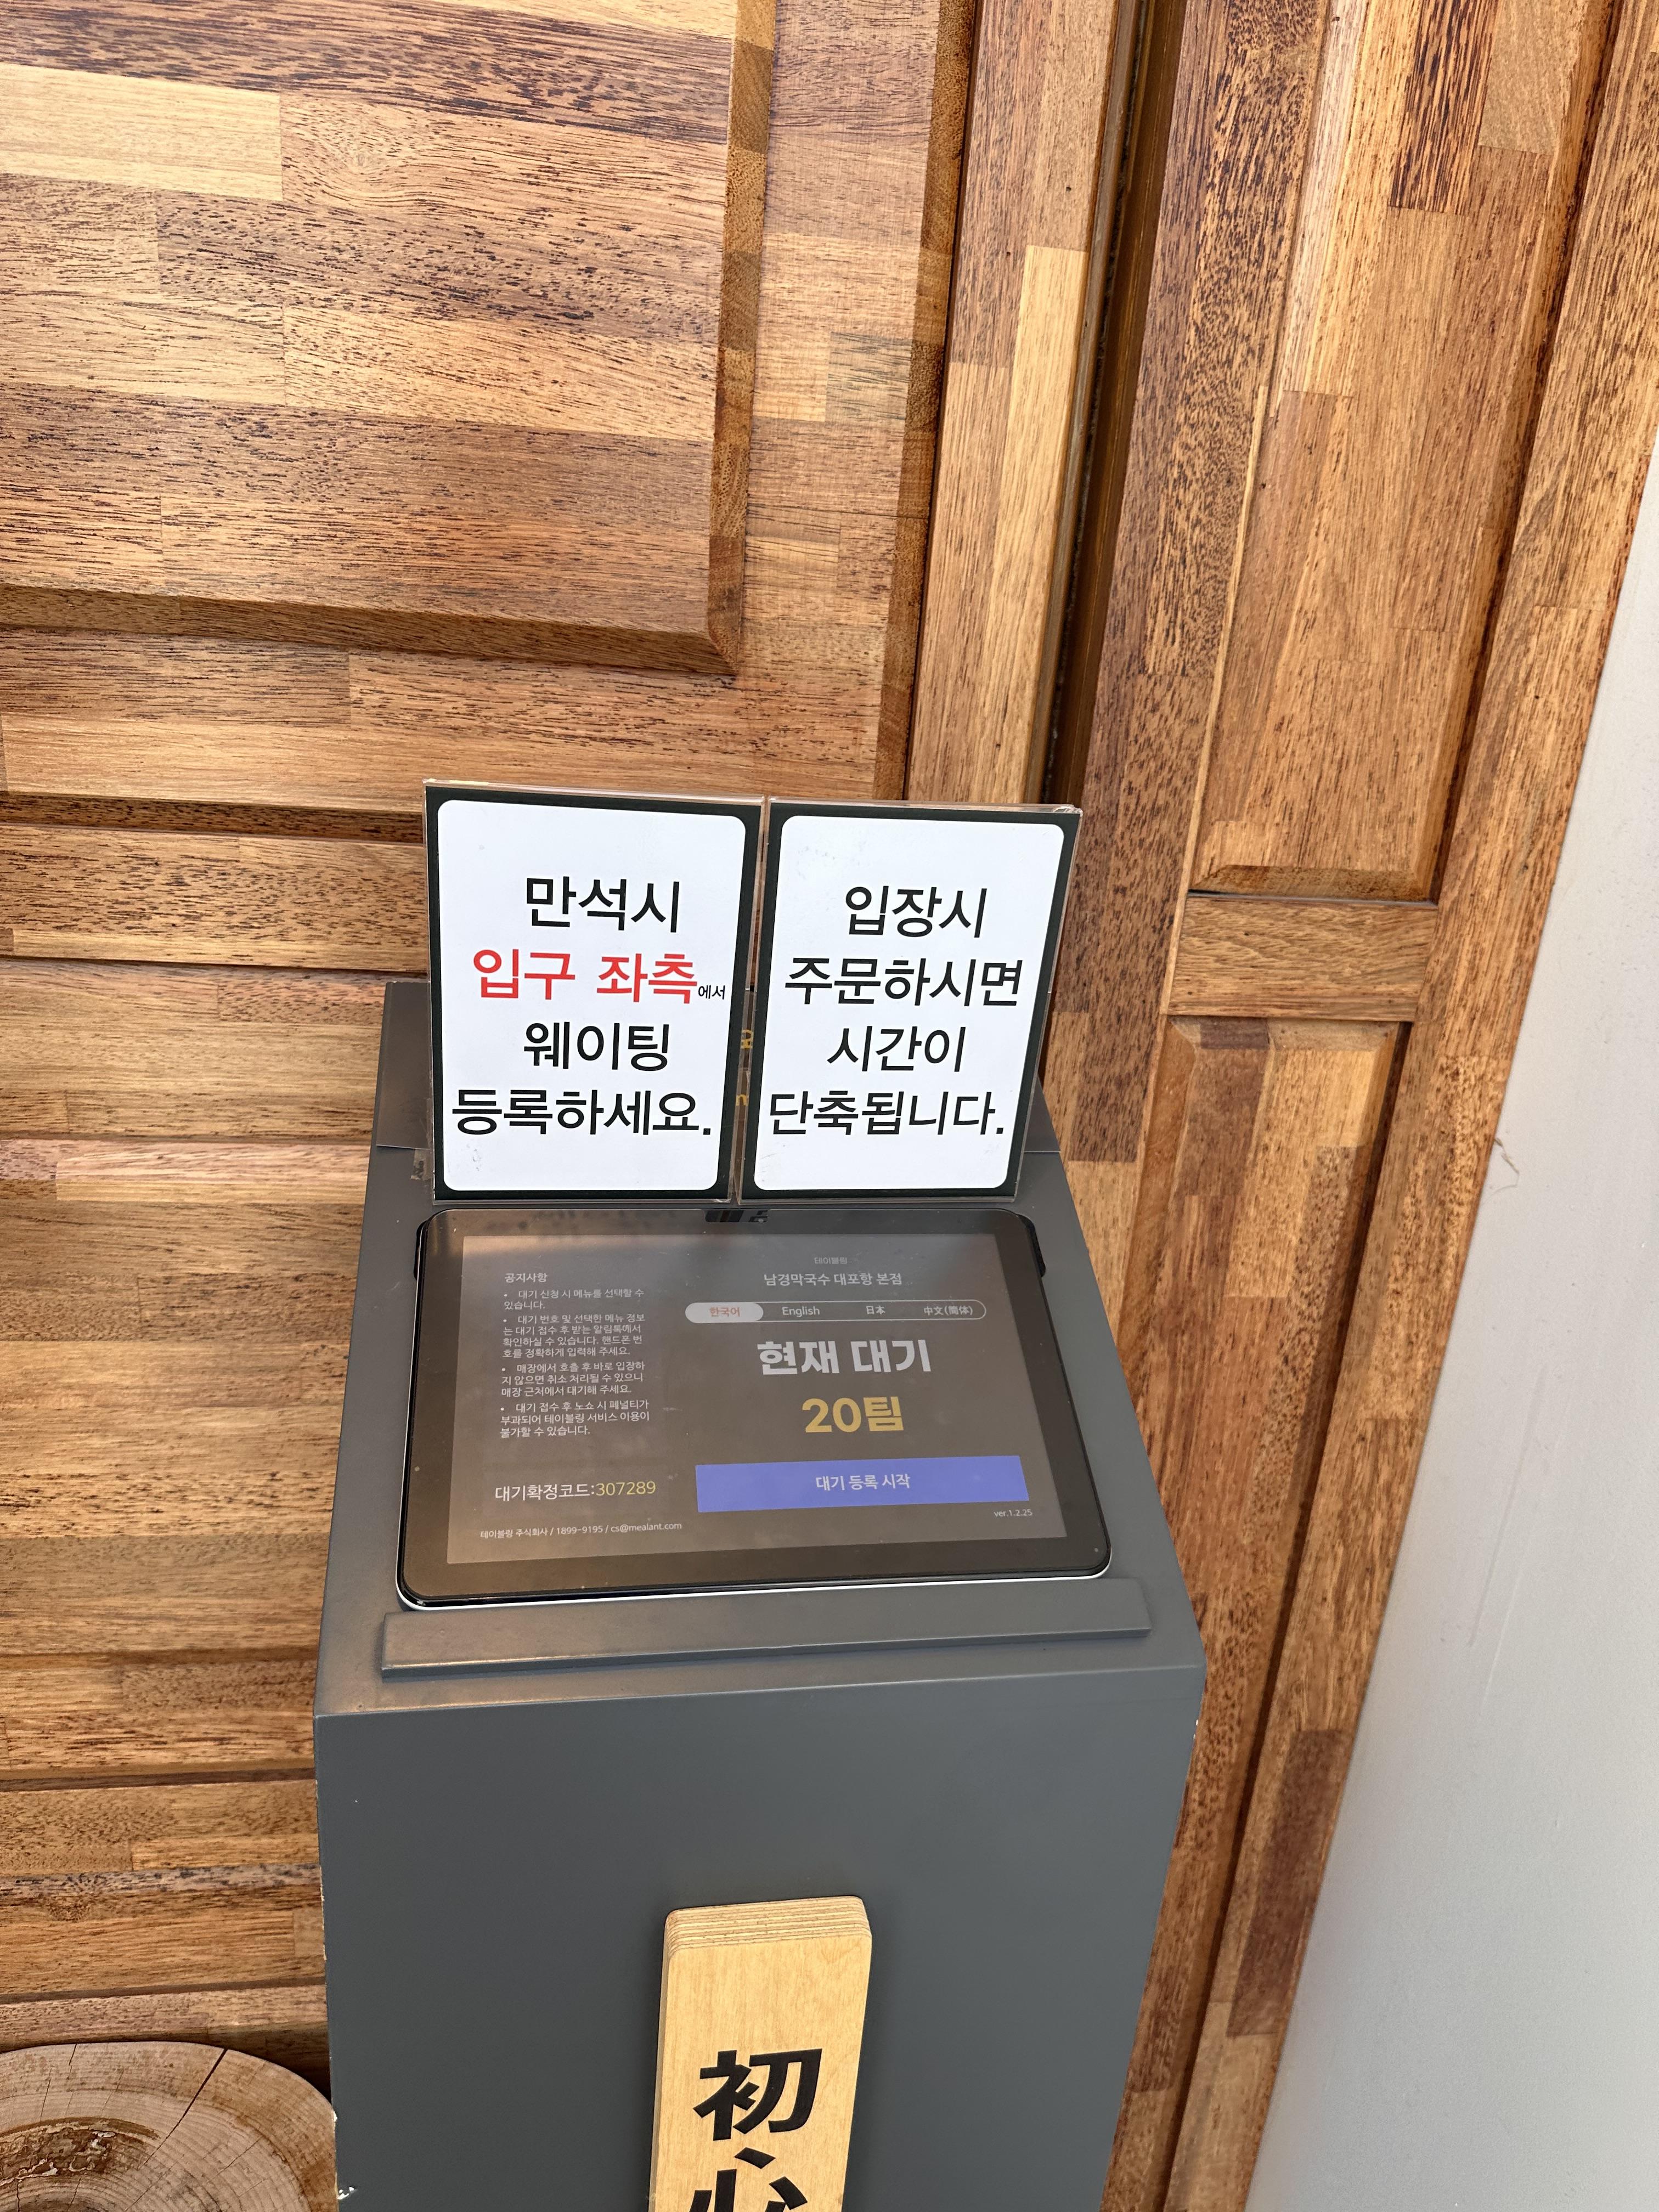 만석시
입구 좌측에서
웨이팅
등록하세요.
입장시
주문하시면
시간이
단축됩니다.
공지사항
• 대기 신청 시 메뉴를 선택할 수
있습니다.
• 대기 번호 및 선택한 메뉴 정보
는 대기 접수 후 받는 알림톡에서
확인하실 수 있습니다. 핸드폰 번
호를 정확하게 입력해 주세요.
• 매장에서 호출 후 바로 입장하
지 않으면 취소 처리될 수 있으니
매장 근처에서 대기해 주세요.
• 대기 접수 후 노쇼 시 패널티가
부과되어 테이블링 서비스 이용이
불가할 수 있습니다.
대기확정코드:307289
테이블링 주식회사 / 1899-9195 / cs@mealant.com
테이블링
남경막국수 대포항 본점
한국어 English 日本 中文(简体)
현재 대기
20팀
대기 등록 시작
ver.1.2.25
初
心